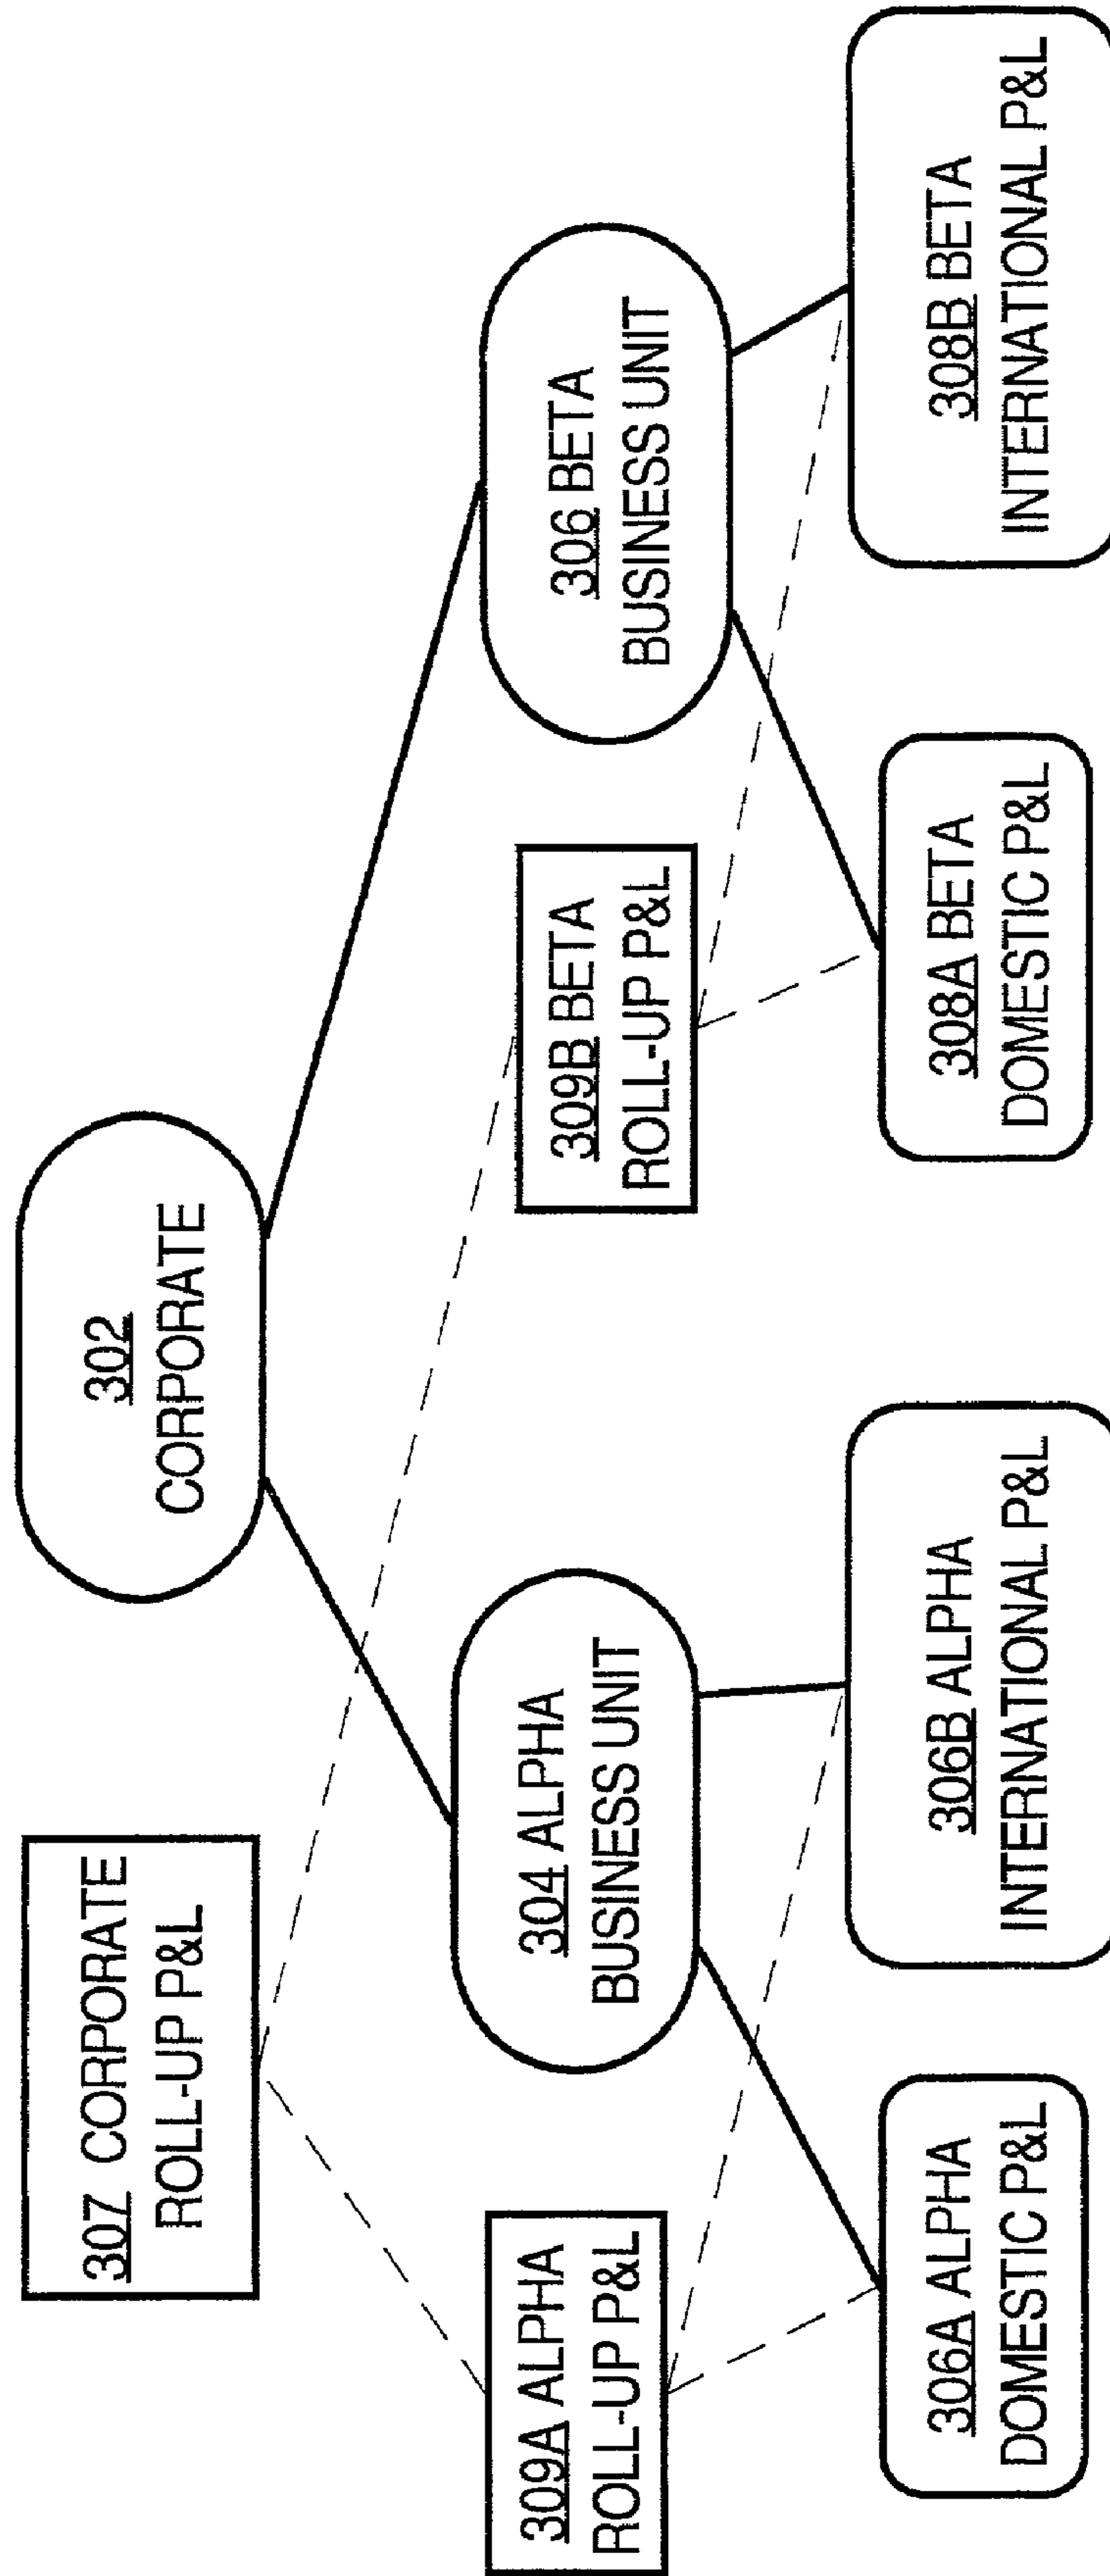 307 CORPORATE
ROLL-UP P&L
302
CORPORATE
309A ALPHA
ROLL-UP P&L
304 ALPHA
BUSINESS UNIT
309B BETA
ROLL-UP P&L
306 BETA
BUSINESS UNIT
306A ALPHA
DOMESTIC P&L
306B ALPHA
INTERNATIONAL P&L
308A BETA
DOMESTIC P&L
308B BETA
INTERNATIONAL P&L